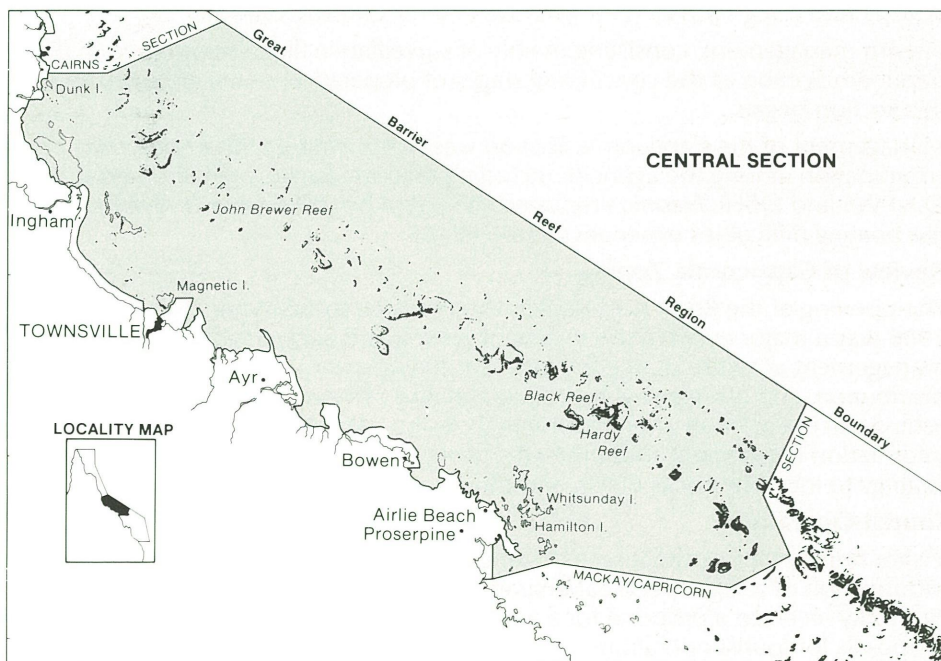 SECTION
Great
CAIRNS
Dunk I.
Barrier
CENTRAL SECTION
Ingham
John Brewer Reef
Reef
Magnetic I.
TOWNSVILLE
Region
Ayr
Black Reef
Boundary
LOCALITY MAP
Hardy
Reef
SECTION
Bowen
Whitsunday I.
Airlie Beach
Hamilton I.
Proserpine
MACKAY/CAPRICORN